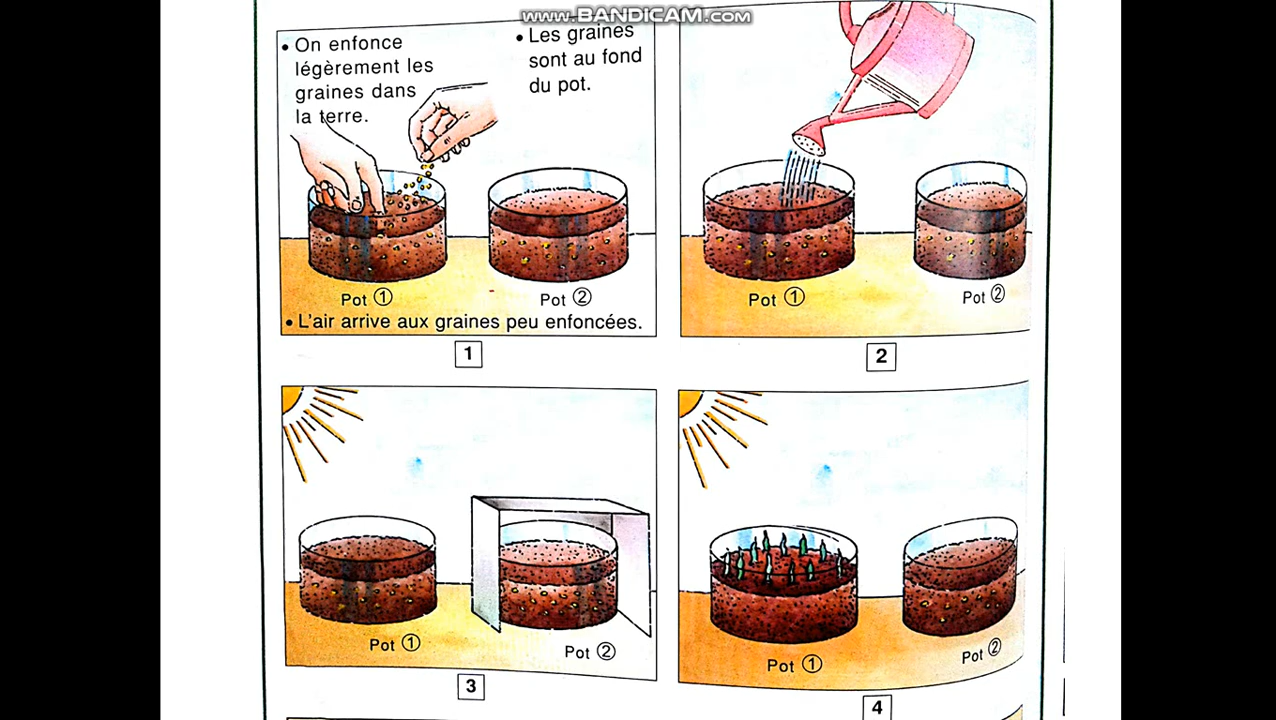 www.BANDICAM.com
• On enfonce
légèrement les
graines dans
la terre.
• Les graines
sont au fond
du pot.
Pot ①
Pot ②
• L'air arrive aux graines peu enfoncées.
1
Pot ①
Pot ②
2
Pot ①
Pot ②
3
Pot ①
Pot ②
4